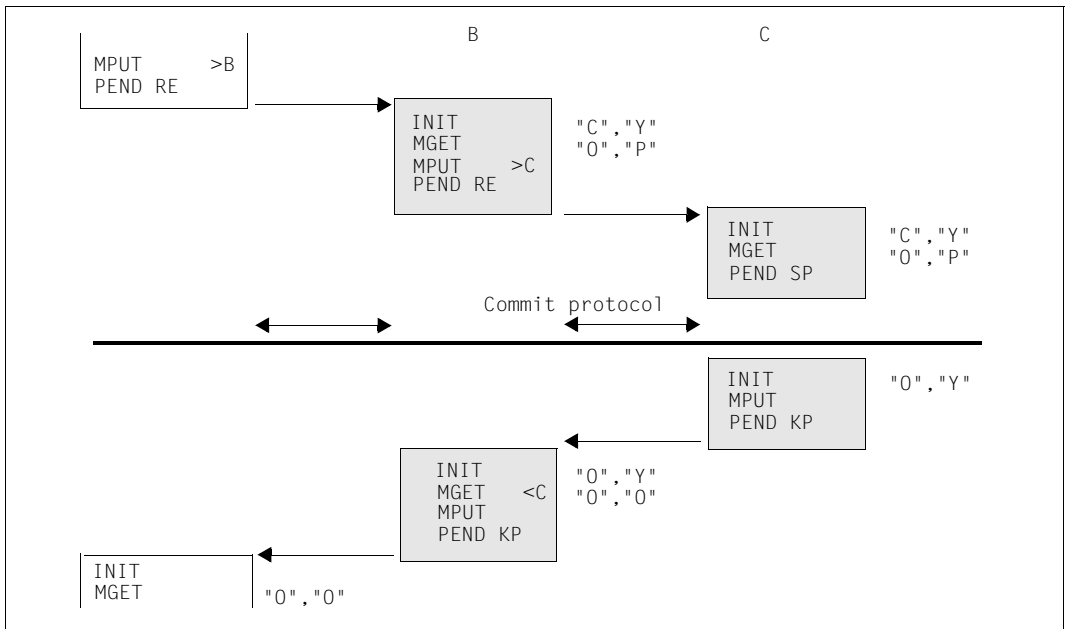 B C
MPUT >B
PEND RE
INIT
MGET
MPUT >C
PEND RE
"C","Y"
"O","P"
INIT
MGET
PEND SP
"C","Y"
"O","P"
Commit protocol
INIT
MPUT
PEND KP
"O","Y"
INIT
MGET <C
MPUT
PEND KP
"O","Y"
"O","O"
INIT
MGET
"O","O"